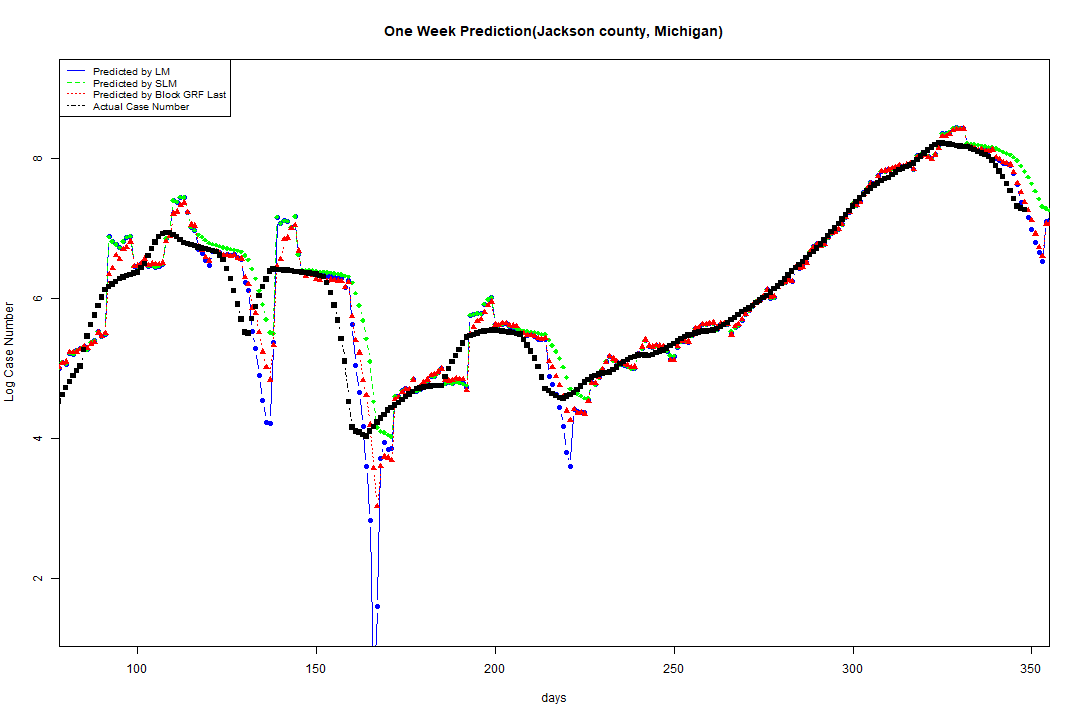 One Week Prediction(Jackson county, Michigan)
Predicted by LM
Predicted by SLM
Predicted by Block GRF Last
Actual Case Number
Log Case Number
8
6
4
2
100 150 200 250 300 350
days